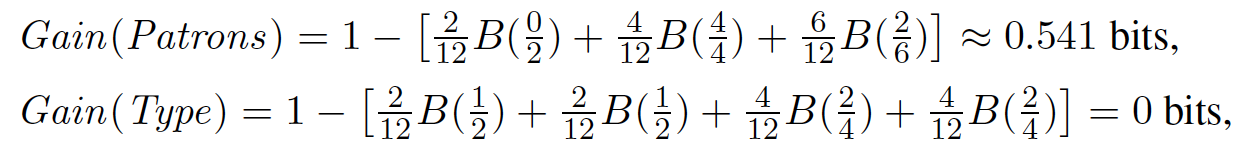 Gain(Patrons) = 1 − [2/12 B(0/2) + 4/12 B(4/4) + 6/12 B(2/6)] ≈ 0.541 bits,
Gain(Type) = 1 − [2/12 B(1/2) + 2/12 B(1/2) + 4/12 B(2/4) + 4/12 B(2/4)] = 0 bits,